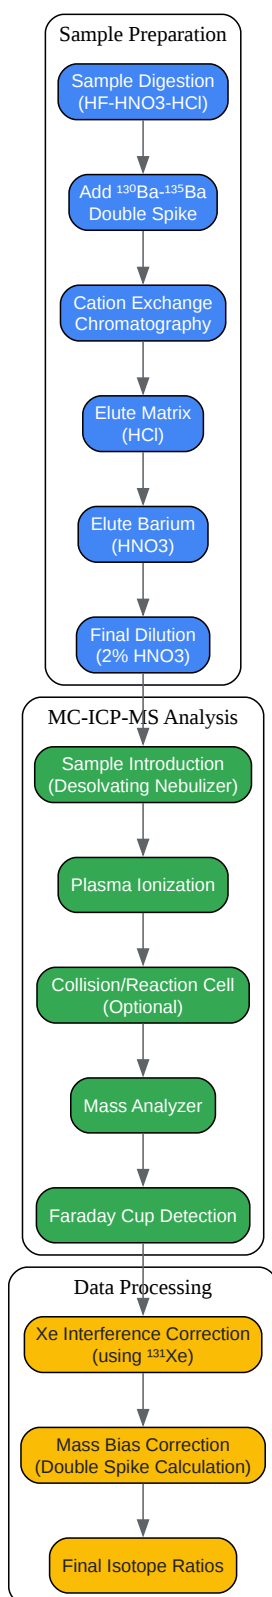 Sample Preparation
Sample Digestion
(HF-HNO3-HCl)
Add ¹³⁰Ba-¹³⁵Ba
Double Spike
Cation Exchange
Chromatography
Elute Matrix
(HCl)
Elute Barium
(HNO3)
Final Dilution
(2% HNO3)
MC-ICP-MS Analysis
Sample Introduction
(Desolvating Nebulizer)
Plasma Ionization
Collision/Reaction Cell
(Optional)
Mass Analyzer
Faraday Cup Detection
Data Processing
Xe Interference Correction
(using ¹³¹Xe)
Mass Bias Correction
(Double Spike Calculation)
Final Isotope Ratios